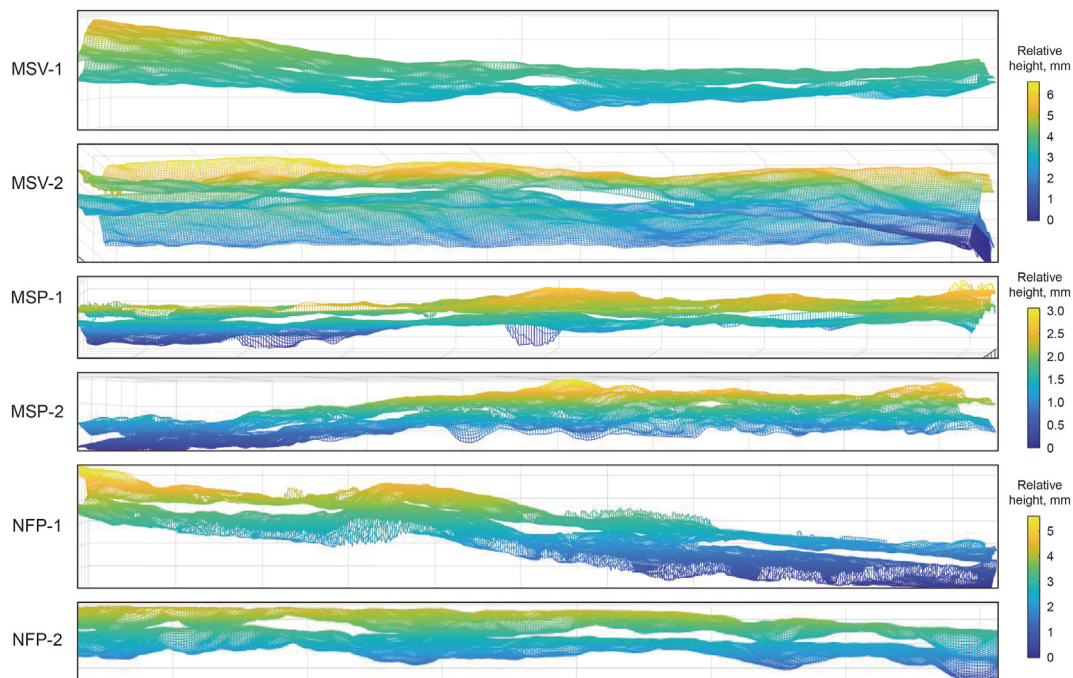 MSV-1
Relative
height, mm
6
5
4
3
2
1
0
MSV-2
MSP-1
Relative
height, mm
3.0
2.5
2.0
1.5
1.0
0.5
0
MSP-2
NFP-1
Relative
height, mm
5
4
3
2
1
0
NFP-2